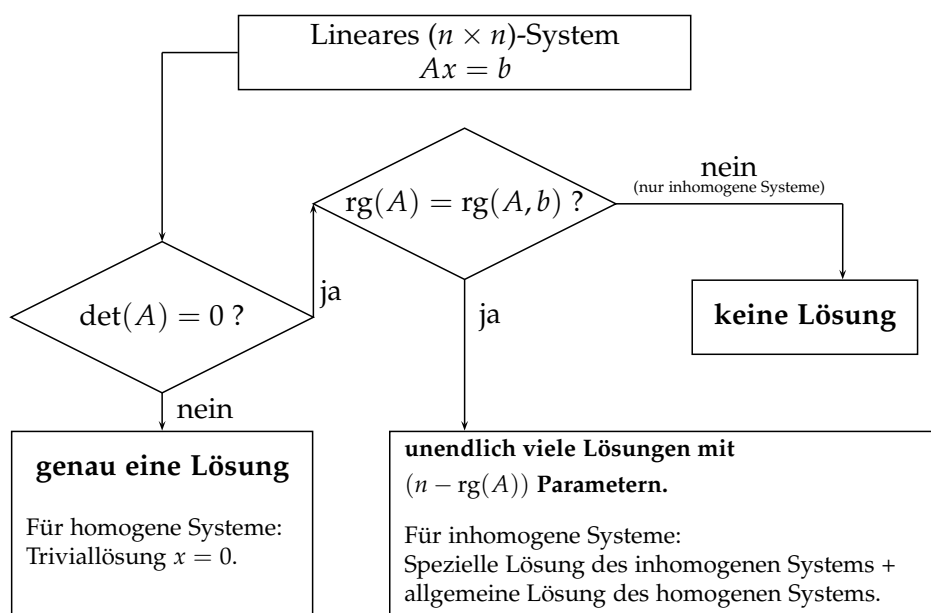 Lineares (n × n)-System
Ax = b
rg(A) = rg(A, b) ?
nein
(nur inhomogene Systeme)
det(A) = 0 ?
ja
ja
keine Lösung
nein
genau eine Lösung
Für homogene Systeme:
Triviallösung x = 0.
unendlich viele Lösungen mit
(n − rg(A)) Parametern.
Für inhomogene Systeme:
Spezielle Lösung des inhomogenen Systems +
allgemeine Lösung des homogenen Systems.